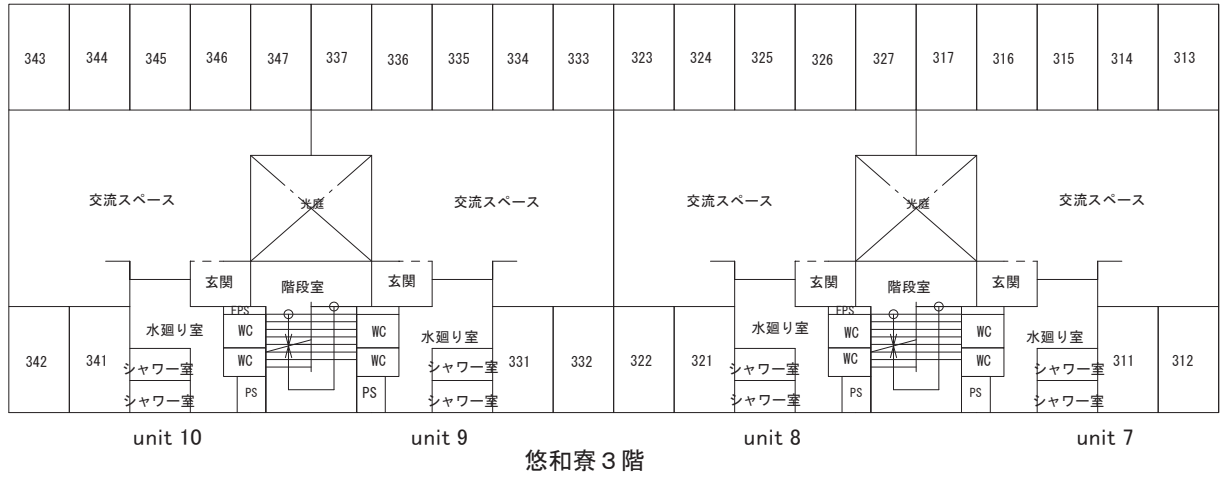 343 344 345 346 347 337 336 335 334 333 323 324 325 326 327 317 316 315 314 313
交流スペース 光庭 交流スペース 交流スペース 光庭 交流スペース
玄関 階段室 玄関 玄関 階段室 玄関
EPS EPS
水廻り室 WC WC 水廻り室 水廻り室 WC WC 水廻り室
342 341 シャワー室 WC WC シャワー室 331 332 322 321 シャワー室 WC WC シャワー室 311 312
シャワー室 PS PS シャワー室 シャワー室 PS PS シャワー室
unit 10 unit 9 unit 8 unit 7
悠和寮３階